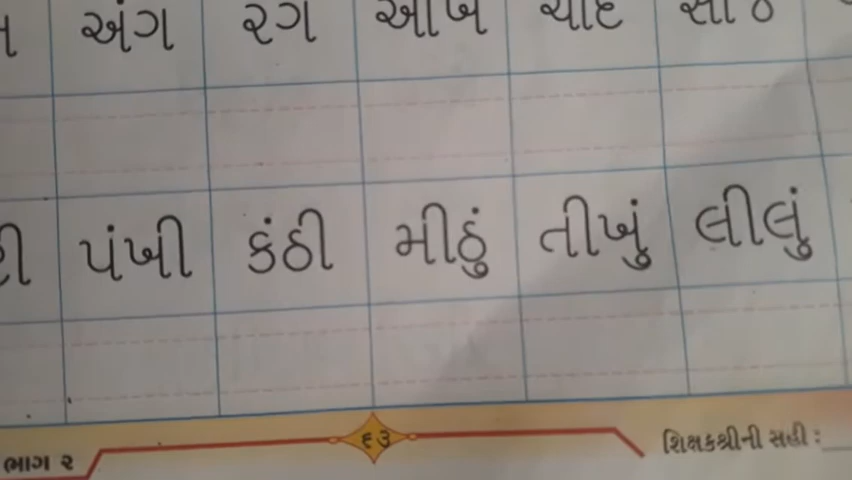 અંગ રંગ
પંખી કંઠી મીઠું તીખું લીલું
ભાગ ૨ ૬૩ શિક્ષકશ્રીની સહી :